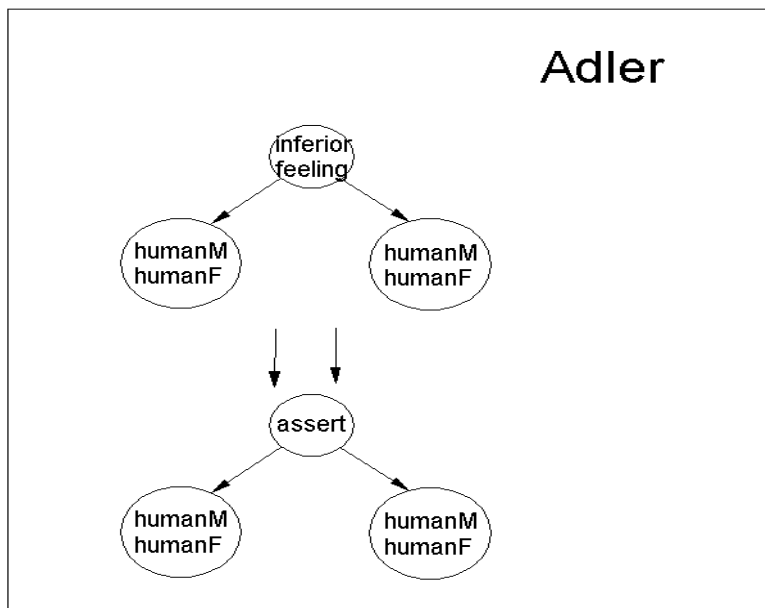 Adler
inferior
feeling
humanM
humanF
humanM
humanF
assert
humanM
humanF
humanM
humanF